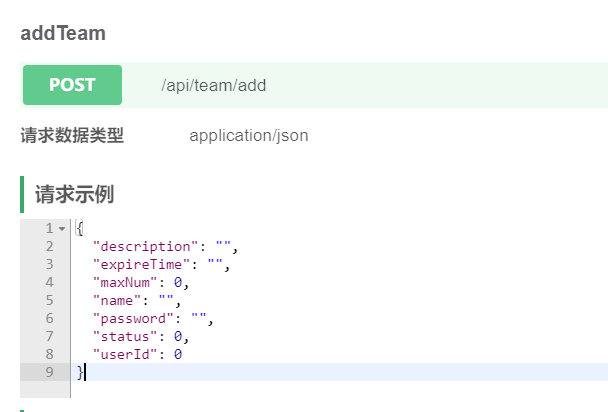 addTeam
POST /api/team/add
请求数据类型 application/json
请求示例
1 {
2 "description": "",
3 "expireTime": "",
4 "maxNum": 0,
5 "name": "",
6 "password": "",
7 "status": 0,
8 "userId": 0
9 }